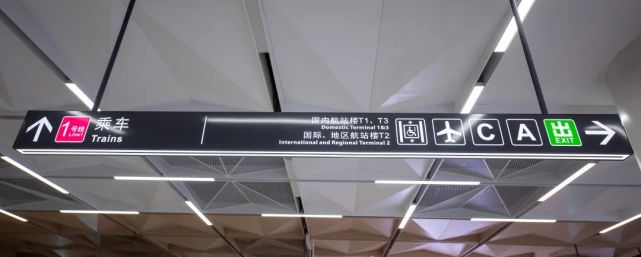 1号线
Line1
乘车
Trains
国内航站楼T1、T3
Domestic Terminal 1&3
国际、地区航站楼T2
International and Regional Terminal 2
C
A
出
EXIT